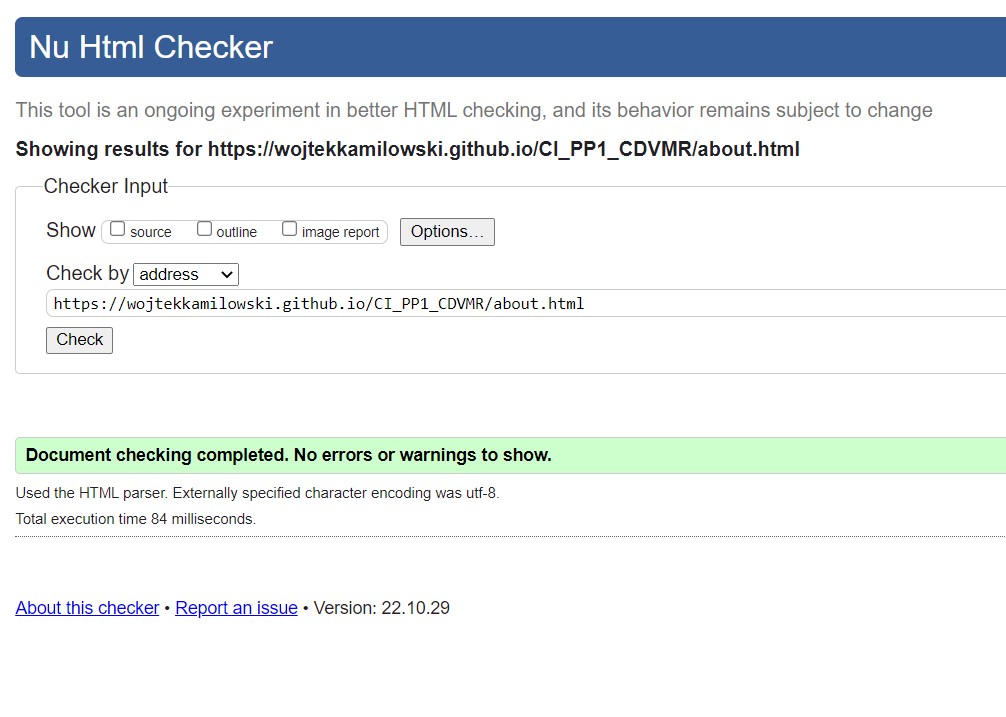 Nu Html Checker
This tool is an ongoing experiment in better HTML checking, and its behavior remains subject to change
Showing results for https://wojtekkamilowski.github.io/CI_PP1_CDVMR/about.html
Checker Input
Show source outline image report Options...
Check by address
https://wojtekkamilowski.github.io/CI_PP1_CDVMR/about.html
Check
Document checking completed. No errors or warnings to show.
Used the HTML parser. Externally specified character encoding was utf-8.
Total execution time 84 milliseconds.
About this checker • Report an issue • Version: 22.10.29